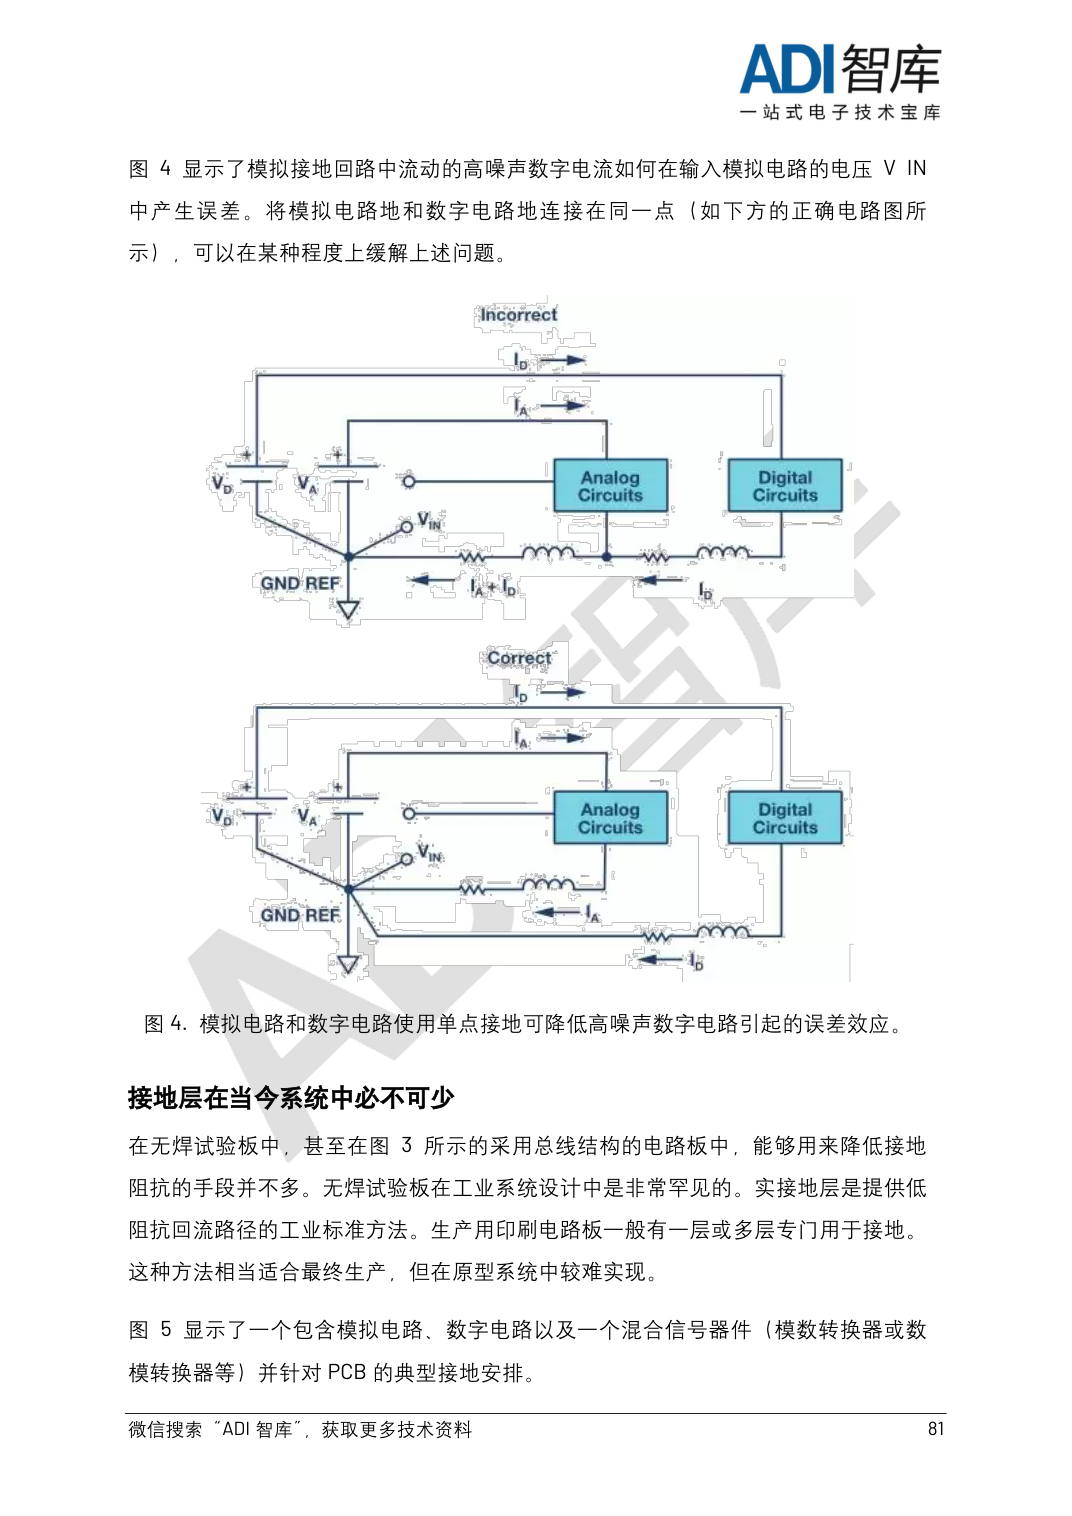 ADI智库
一站式电子技术宝库
图 4 显示了模拟接地回路中流动的高噪声数字电流如何在输入模拟电路的电压 V IN
中产生误差。将模拟电路地和数字电路地连接在同一点（如下方的正确电路图所
示），可以在某种程度上缓解上述问题。
Incorrect
ID
IA
+
+
VD
VA
Analog
Circuits
Digital
Circuits
VIN
GND REF
IA + ID
ID
Correct
ID
IA
+
+
VD
VA
Analog
Circuits
Digital
Circuits
VIN
GND REF
IA
ID
ADI智库
图 4. 模拟电路和数字电路使用单点接地可降低高噪声数字电路引起的误差效应。
接地层在当今系统中必不可少
在无焊试验板中，甚至在图 3 所示的采用总线结构的电路板中，能够用来降低接地
阻抗的手段并不多。无焊试验板在工业系统设计中是非常罕见的。实接地层是提供低
阻抗回流路径的工业标准方法。生产用印刷电路板一般有一层或多层专门用于接地。
这种方法相当适合最终生产，但在原型系统中较难实现。
图 5 显示了一个包含模拟电路、数字电路以及一个混合信号器件（模数转换器或数
模转换器等）并针对 PCB 的典型接地安排。
微信搜索“ADI 智库”，获取更多技术资料
81